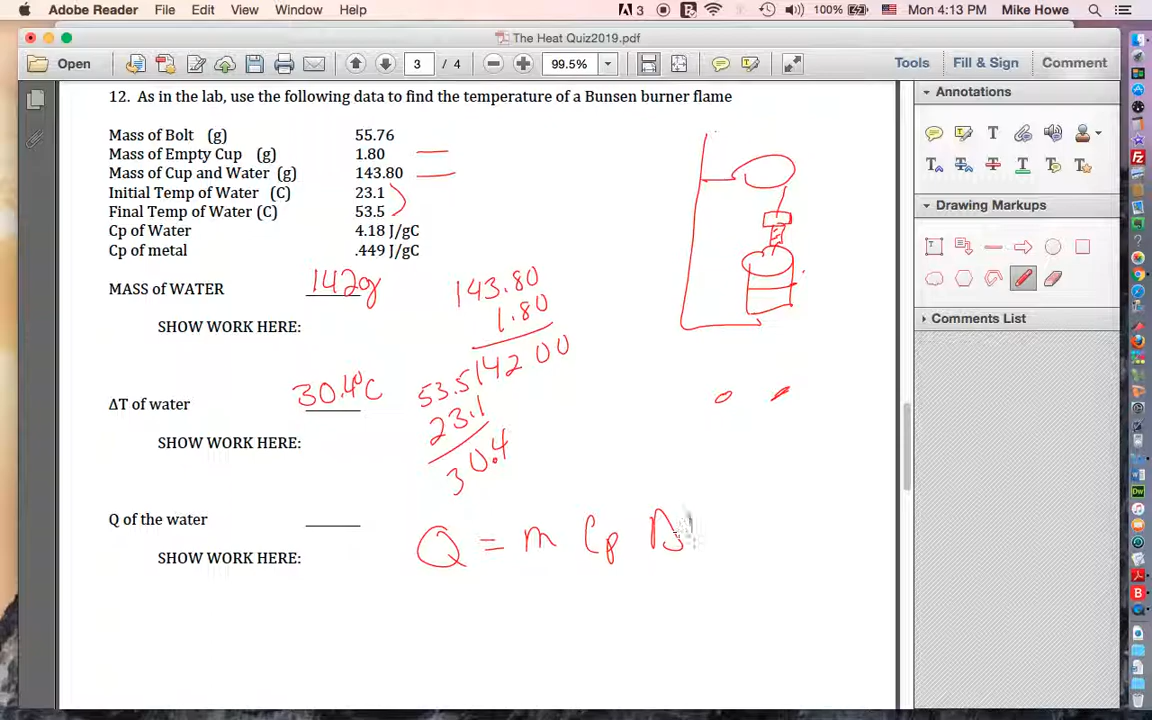 Adobe Reader File Edit View Window Help 3 100% Mon 4:13 PM Mike Howe
The Heat Quiz2019.pdf
Open 3 / 4 99.5% Tools Fill & Sign Comment
Annotations
Drawing Markups
Comments List
12. As in the lab, use the following data to find the temperature of a Bunsen burner flame
Mass of Bolt (g) 55.76
Mass of Empty Cup (g) 1.80
Mass of Cup and Water (g) 143.80
Initial Temp of Water (C) 23.1
Final Temp of Water (C) 53.5
Cp of Water 4.18 J/gC
Cp of metal .449 J/gC
MASS of WATER 142g
143.80
1.80
142 00
SHOW WORK HERE:
ΔT of water 30.4°C
53.5
23.1
30.4
SHOW WORK HERE:
Q of the water
Q = m Cp
SHOW WORK HERE: